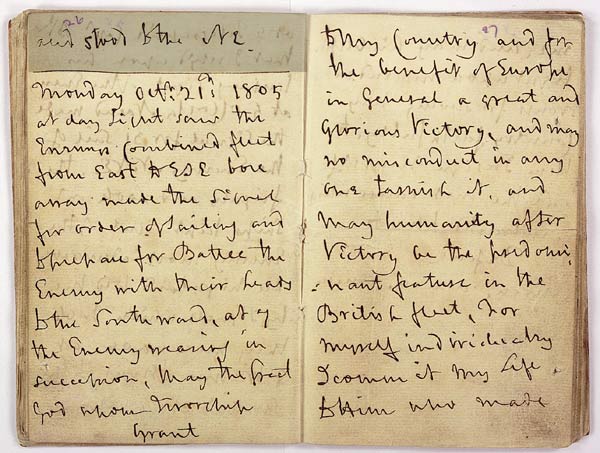 26
and stood to the NE.
Monday Octr. 21st 1805
at day Light saw the
Enemys Combined fleet
from East to ESE bore
away made the Signal
for order of sailing and
to prepare for Battle the
Enemy with their heads
to the Southward, at 7
the Enemy wearing in
succession, May the Great
God whom I worship
Grant
27
to my Country and for
the benefit of Europe
in General a great and
Glorious Victory, and may
no misconduct in any
one tarnish it, and
may humanity after
Victory be the predomi
-nant feature in the
British fleet, For
myself individually
I commit my Life
to Him who made